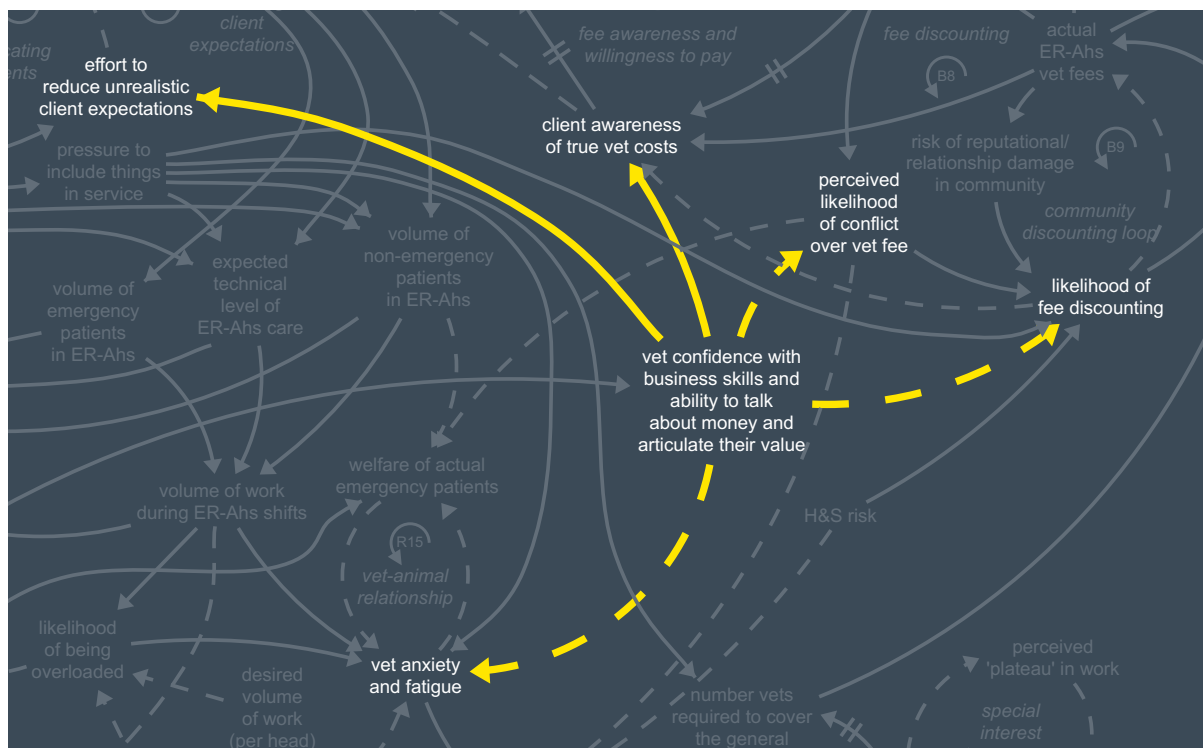 client
expectations
cating
ents
effort to
reduce unrealistic
client expectations
fee awareness and
willingness to pay
fee discounting
actual
ER-Ahs
vet fees
B8
client awareness
of true vet costs
pressure to
include things
in service
risk of reputational/
relationship damage
in community
B9
perceived
likelihood
of conflict
over vet fee
community
discounting loop
volume of
non-emergency
patients
in ER-Ahs
expected
technical
level of
ER-Ahs care
volume of
emergency
patients
in ER-Ahs
likelihood of
fee discounting
vet confidence with
business skills and
ability to talk
about money and
articulate their value
welfare of actual
emergency patients
volume of work
during ER-Ahs shifts
H&S risk
R15
vet-animal
relationship
likelihood
of being
overloaded
vet anxiety
and fatigue
desired
volume
of work
(per head)
number vets
required to cover
the general
perceived
'plateau' in work
special
interest